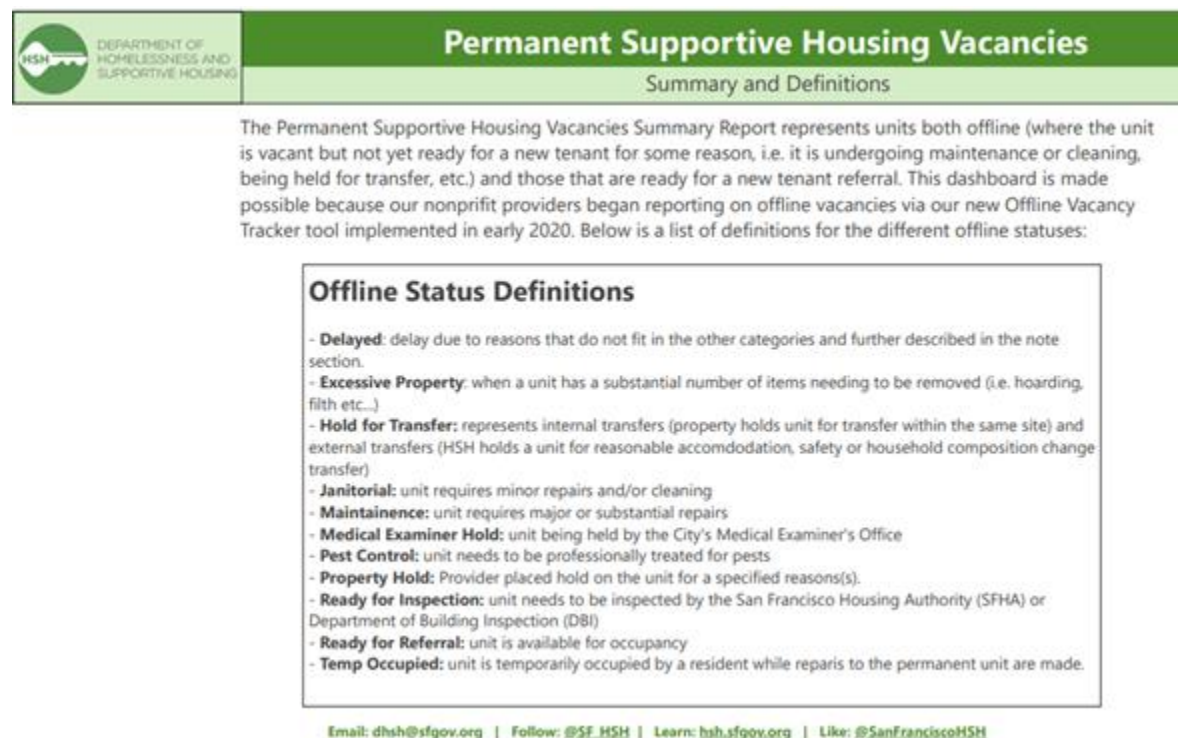 HSH
DEPARTMENT OF
HOMELESSNESS AND
SUPPORTIVE HOUSING
Permanent Supportive Housing Vacancies
Summary and Definitions
The Permanent Supportive Housing Vacancies Summary Report represents units both offline (where the unit
is vacant but not yet ready for a new tenant for some reason, i.e. it is undergoing maintenance or cleaning,
being held for transfer, etc.) and those that are ready for a new tenant referral. This dashboard is made
possible because our nonprofit providers began reporting on offline vacancies via our new Offline Vacancy
Tracker tool implemented in early 2020. Below is a list of definitions for the different offline statuses:
Offline Status Definitions
- Delayed: delay due to reasons that do not fit in the other categories and further described in the note
section.
- Excessive Property: when a unit has a substantial number of items needing to be removed (i.e. hoarding,
filth etc...)
- Hold for Transfer: represents internal transfers (property holds unit for transfer within the same site) and
external transfers (HSH holds a unit for reasonable accomdodation, safety or household composition change
transfer)
- Janitorial: unit requires minor repairs and/or cleaning
- Maintainence: unit requires major or substantial repairs
- Medical Examiner Hold: unit being held by the City's Medical Examiner's Office
- Pest Control: unit needs to be professionally treated for pests
- Property Hold: Provider placed hold on the unit for a specified reasons(s).
- Ready for Inspection: unit needs to be inspected by the San Francisco Housing Authority (SFHA) or
Department of Building Inspection (DBI)
- Ready for Referral: unit is available for occupancy
- Temp Occupied: unit is temporarily occupied by a resident while reparis to the permanent unit are made.
Email: dhsh@sfgov.org | Follow: @SF_HSH | Learn: hsh.sfgov.org | Like: @SanFranciscoHSH